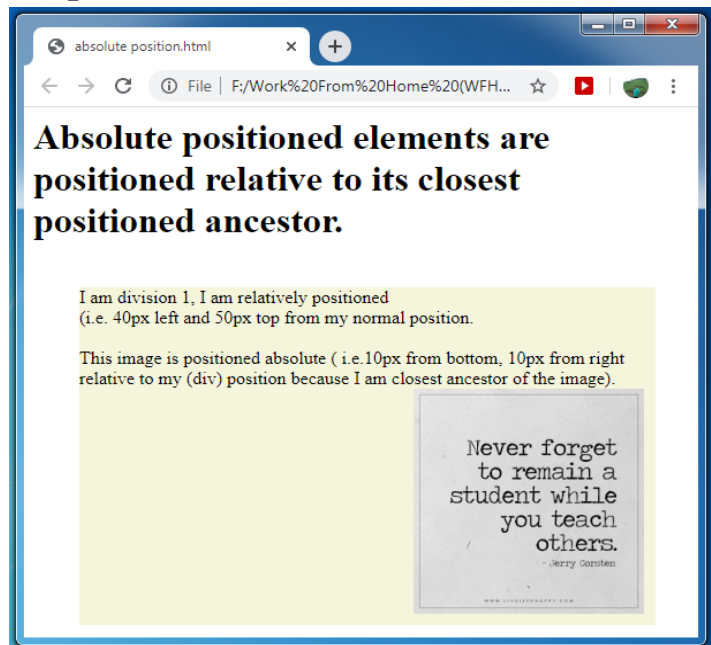 absolute position.html
File | F:/Work%20From%20Home%20(WFH...
Absolute positioned elements are
positioned relative to its closest
positioned ancestor.
I am division 1, I am relatively positioned
(i.e. 40px left and 50px top from my normal position.
This image is positioned absolute ( i.e.10px from bottom, 10px from right
relative to my (div) position because I am closest ancestor of the image).
Never forget
to remain a
student while
you teach
others.
- Jerry Corsten
WWW.LIVELIFEHAPPY.COM